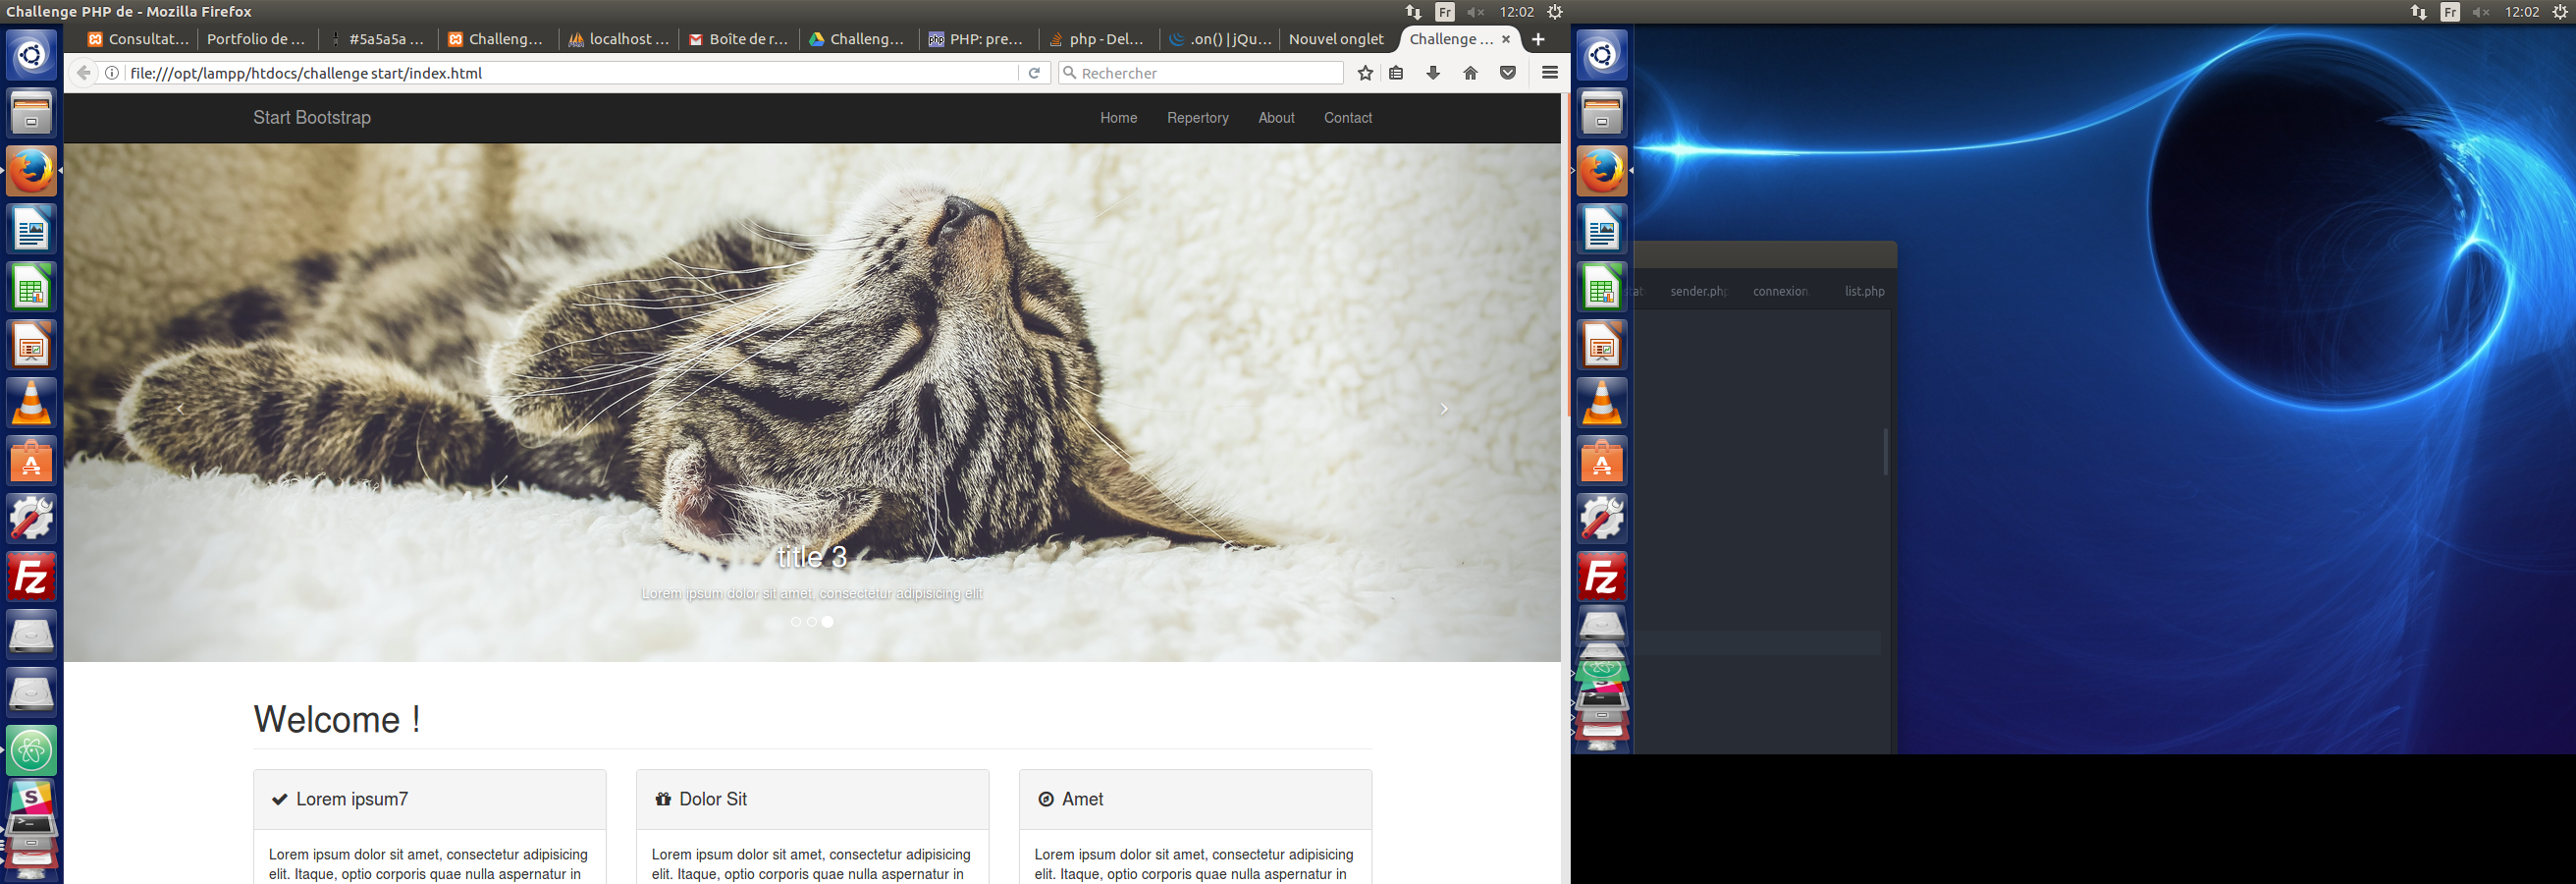 Challenge PHP de - Mozilla Firefox
Fr 12:02
Fr 12:02
Consultat... Portfolio de ... #5a5a5a ... Challeng... localhost ... Boîte de r... Challeng... php PHP: pre... php - Del... .on() | jQu... Nouvel onglet Challenge ...
file:///opt/lampp/htdocs/challenge start/index.html
Rechercher
Start Bootstrap Home Repertory About Contact
sender.php connexion. list.php
title 3
Lorem ipsum dolor sit amet, consectetur adipisicing elit
Fz
Fz
Welcome !
Lorem ipsum7
Dolor Sit
Amet
Lorem ipsum dolor sit amet, consectetur adipisicing
elit. Itaque, optio corporis quae nulla aspernatur in
Lorem ipsum dolor sit amet, consectetur adipisicing
elit. Itaque, optio corporis quae nulla aspernatur in
Lorem ipsum dolor sit amet, consectetur adipisicing
elit. Itaque, optio corporis quae nulla aspernatur in